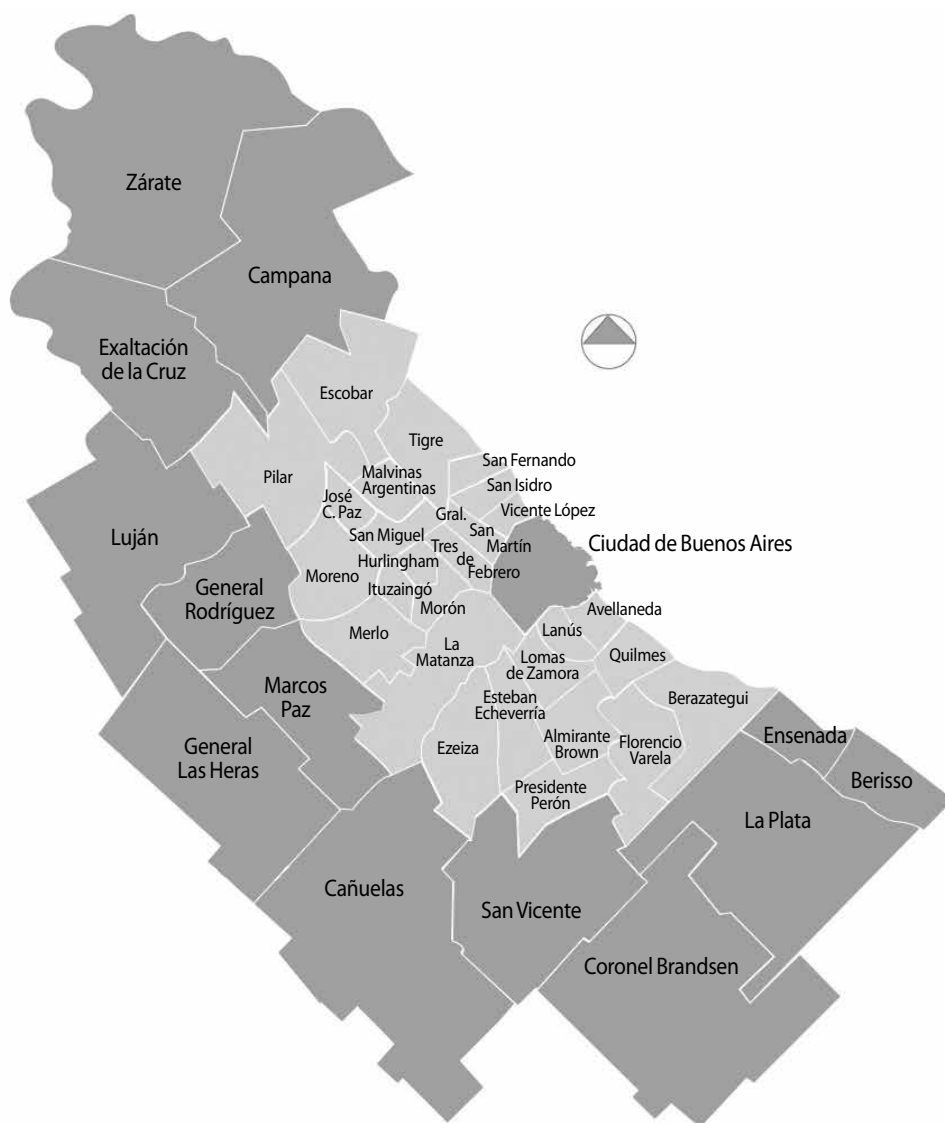 Zárate
Campana
Exaltación
de la Cruz
Escobar
Tigre
San Fernando
Pilar
Malvinas
Argentinas
San Isidro
José
C. Paz
Vicente López
Gral.
San
Martín
Luján
San Miguel
Ciudad de Buenos Aires
Tres
de
Febrero
Hurlingham
Moreno
General
Rodríguez
Ituzaingó
Morón
Avellaneda
Merlo
Lanús
La
Matanza
Quilmes
Lomas
de Zamora
Marcos
Paz
Esteban
Echeverría
Berazategui
General
Las Heras
Ezeiza
Almirante
Brown
Florencio
Varela
Ensenada
Berisso
Presidente
Perón
La Plata
Cañuelas
San Vicente
Coronel Brandsen